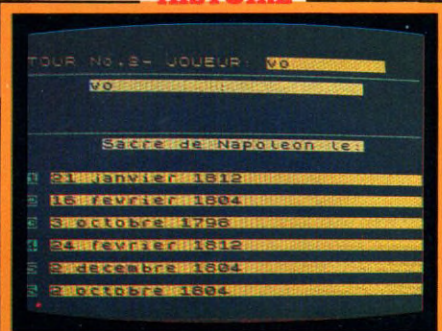 TOUR No.2- JOUEUR: vo
vo
Sacre de Napoleon le:
1 21 janvier 1812
2 16 fevrier 1804
3 3 octobre 1796
4 24 fevrier 1812
5 2 decembre 1804
6 2 octobre 1804